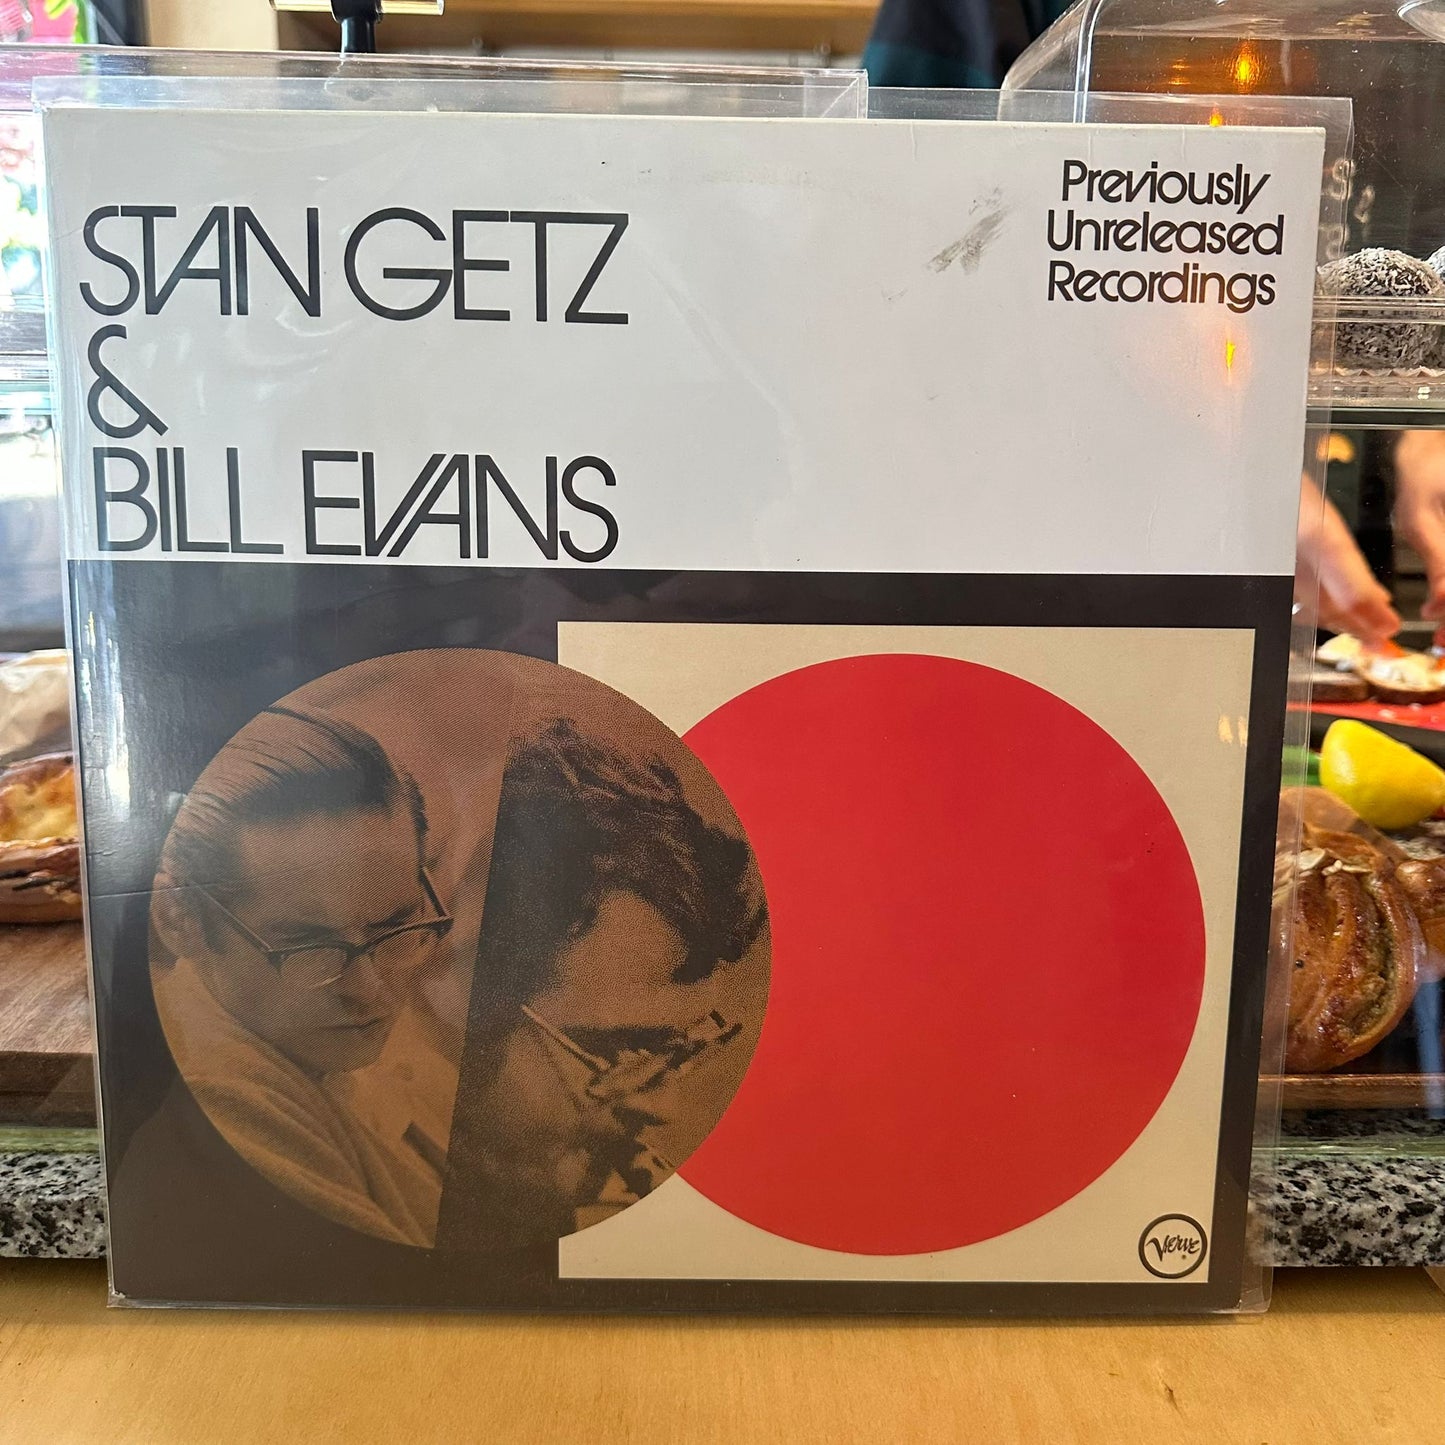 STAN GETZ
&
BILL EVANS
Previously
Unreleased
Recordings
Verve